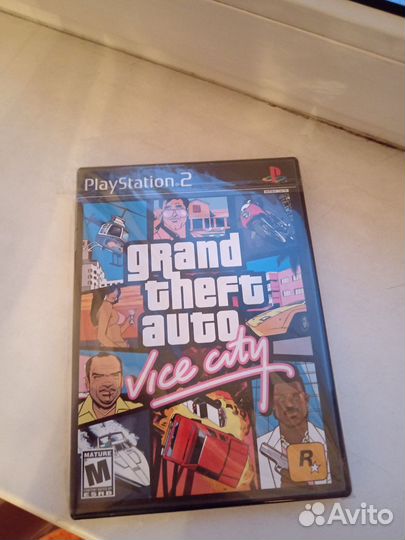 PlayStation 2
grand
theft
auto
Vice city
MATURE
M
ESRB
R
Avito